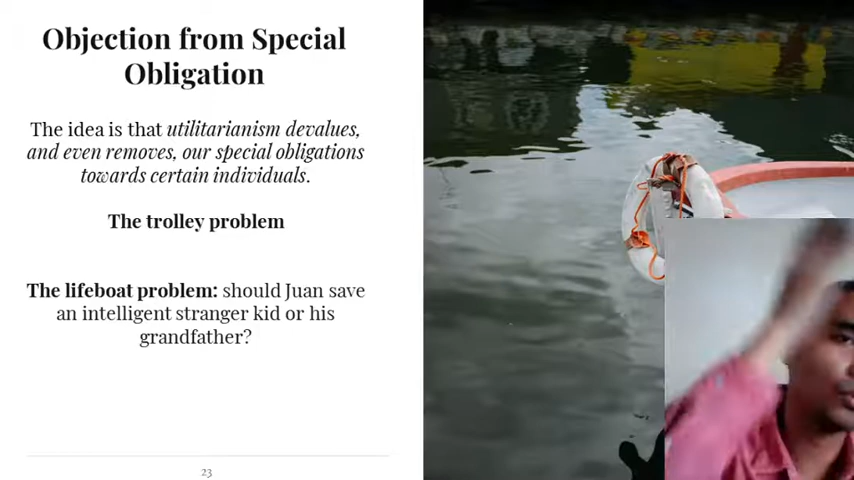 Objection from Special
Obligation
The idea is that utilitarianism devalues,
and even removes, our special obligations
towards certain individuals.
The trolley problem
The lifeboat problem: should Juan save
an intelligent stranger kid or his
grandfather?
23